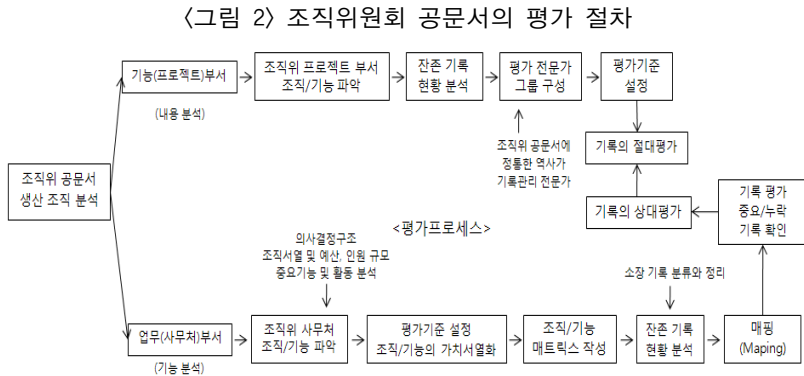 <그림 2> 조직위원회 공문서의 평가 절차
기능(프로젝트)부서
(내용 분석)
조직위 프로젝트 부서
조직/기능 파악
잔존 기록
현황 분석
평가 전문가
그룹 구성
평가기준
설정
조직위 공문서에
정통한 역사가
기록관리 전문가
기록의 절대평가
조직위 공문서
생산 조직 분석
기록의 상대평가
기록 평가
중요/누락
기록 확인
<평가프로세스>
의사결정구조
조직서열 및 예산, 인원 규모
중요기능 및 활동 분석
소장 기록 분류와 정리
업무(사무처)부서
(기능 분석)
조직위 사무처
조직/기능 파악
평가기준 설정
조직/기능의 가치서열화
조직/기능
매트릭스 작성
잔존 기록
현황 분석
매핑
(Maping)